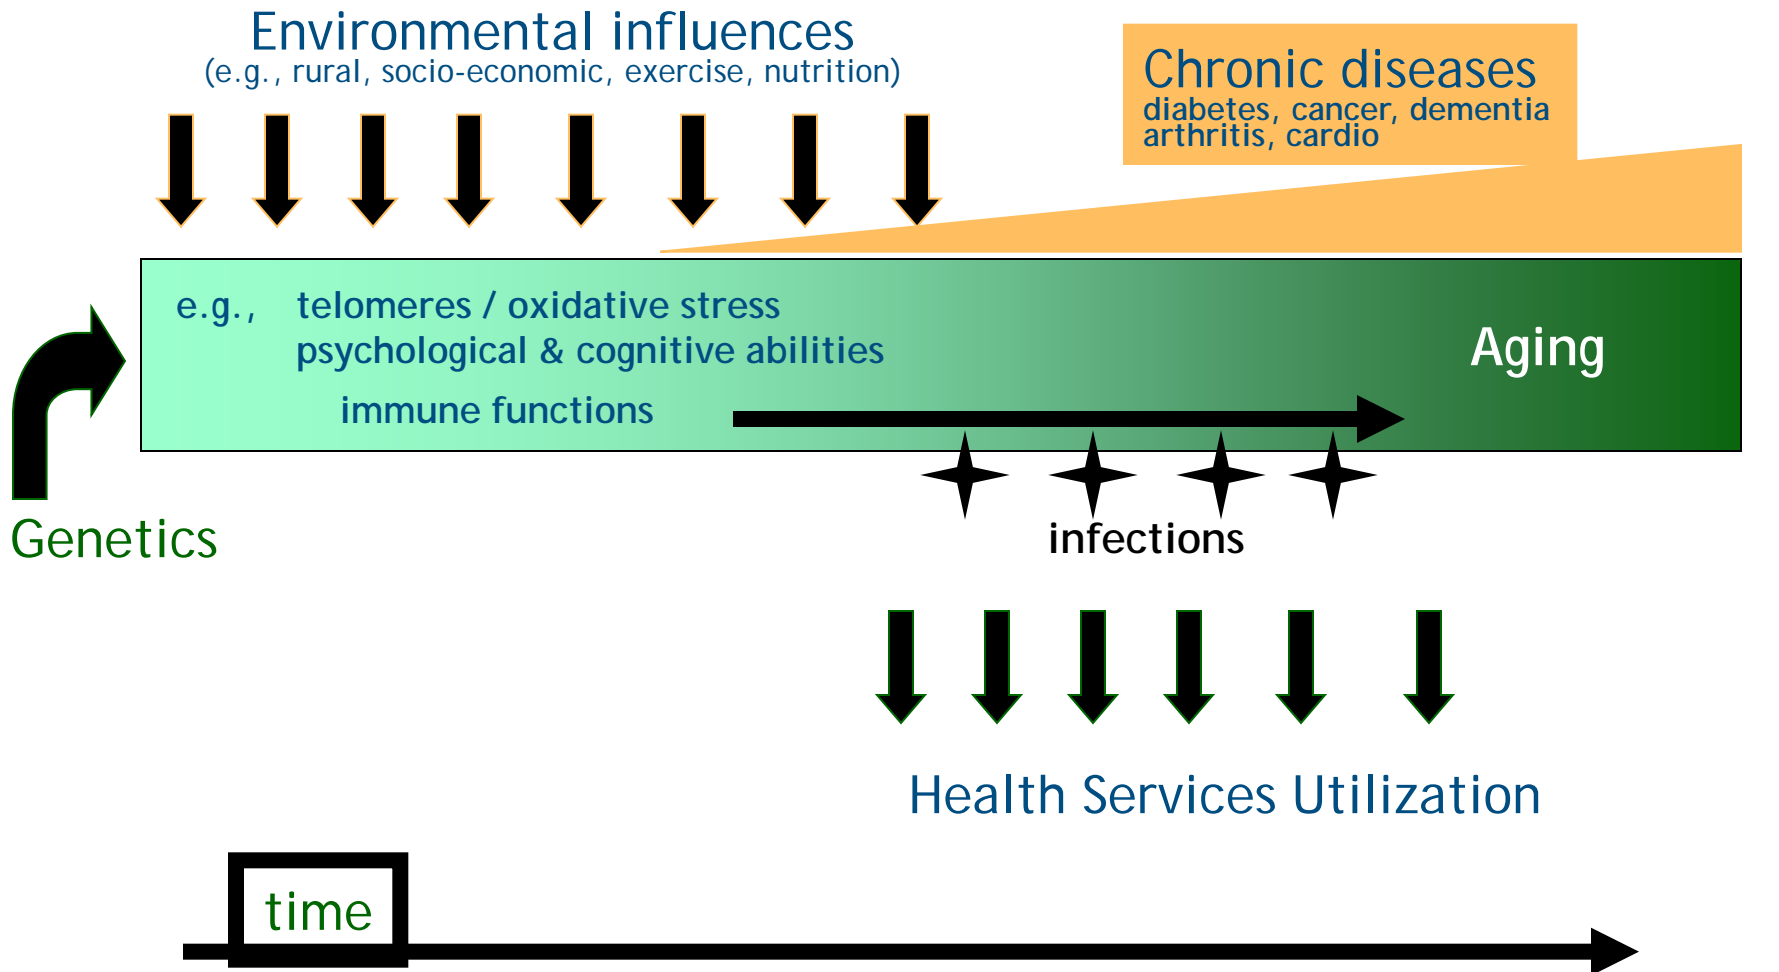 Environmental influences
(e.g., rural, socio-economic, exercise, nutrition)
Chronic diseases
diabetes, cancer, dementia
arthritis, cardio
e.g., telomeres / oxidative stress
psychological & cognitive abilities
immune functions
Aging
Genetics
infections
Health Services Utilization
time